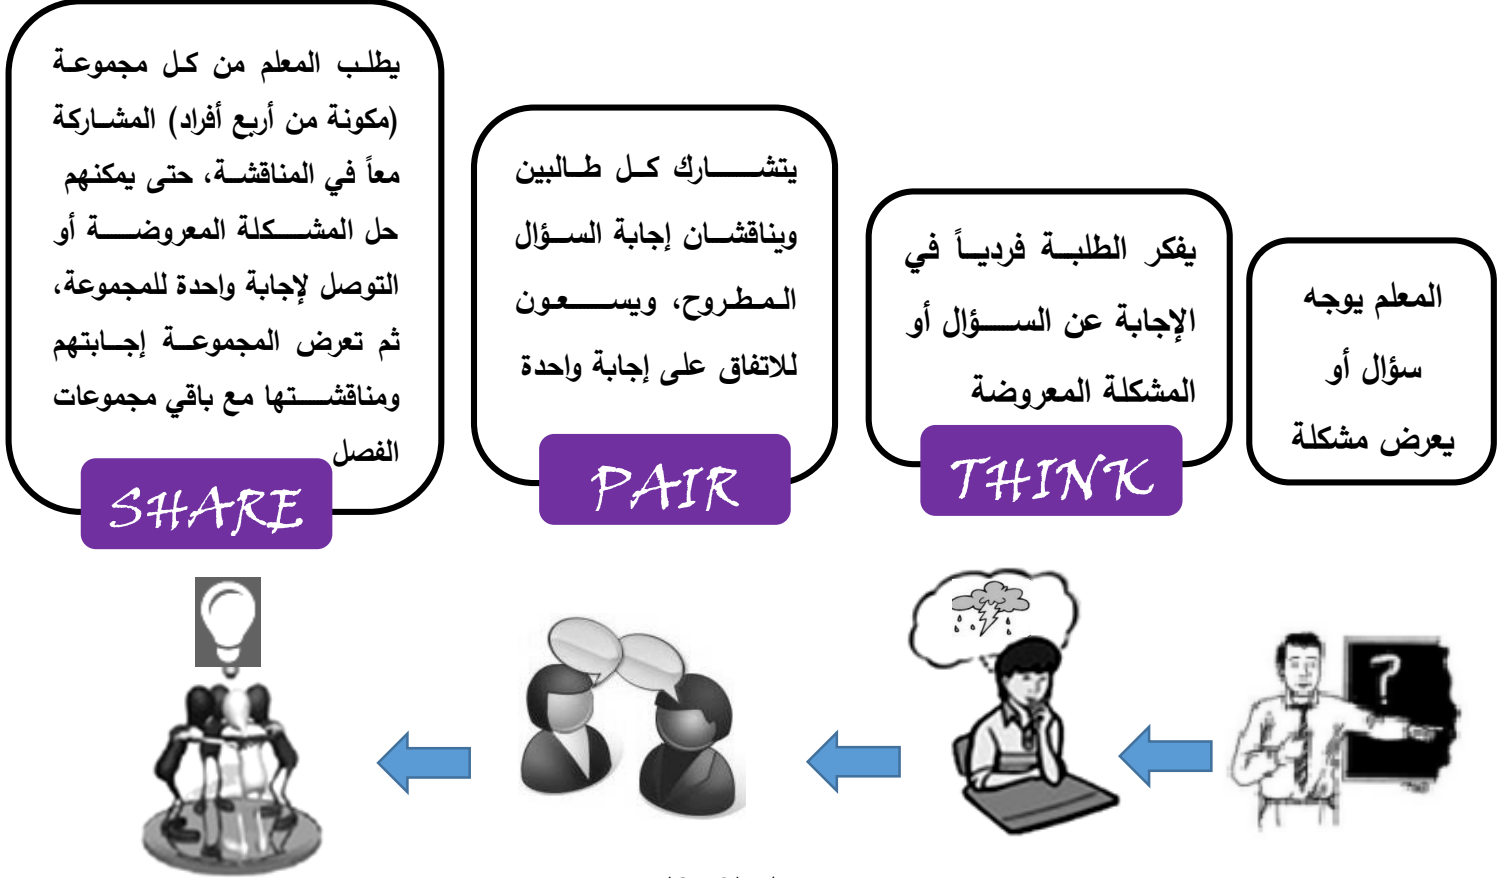 المعلم يوجه
سؤال أو
يعرض مشكلة
يفكر الطلبة فردياً في
الإجابة عن السؤال أو
المشكلة المعروضة
THINK
يتشارك كل طالبين
ويناقشان إجابة السؤال
المطروح، ويسعون
للاتفاق على إجابة واحدة
PAIR
يطلب المعلم من كل مجموعة
(مكونة من أربع أفراد) المشاركة
معاً في المناقشة، حتى يمكنهم
حل المشكلة المعروضة أو
التوصل لإجابة واحدة للمجموعة،
ثم تعرض المجموعة إجابتهم
ومناقشتها مع باقي مجموعات
الفصل
SHARE
?